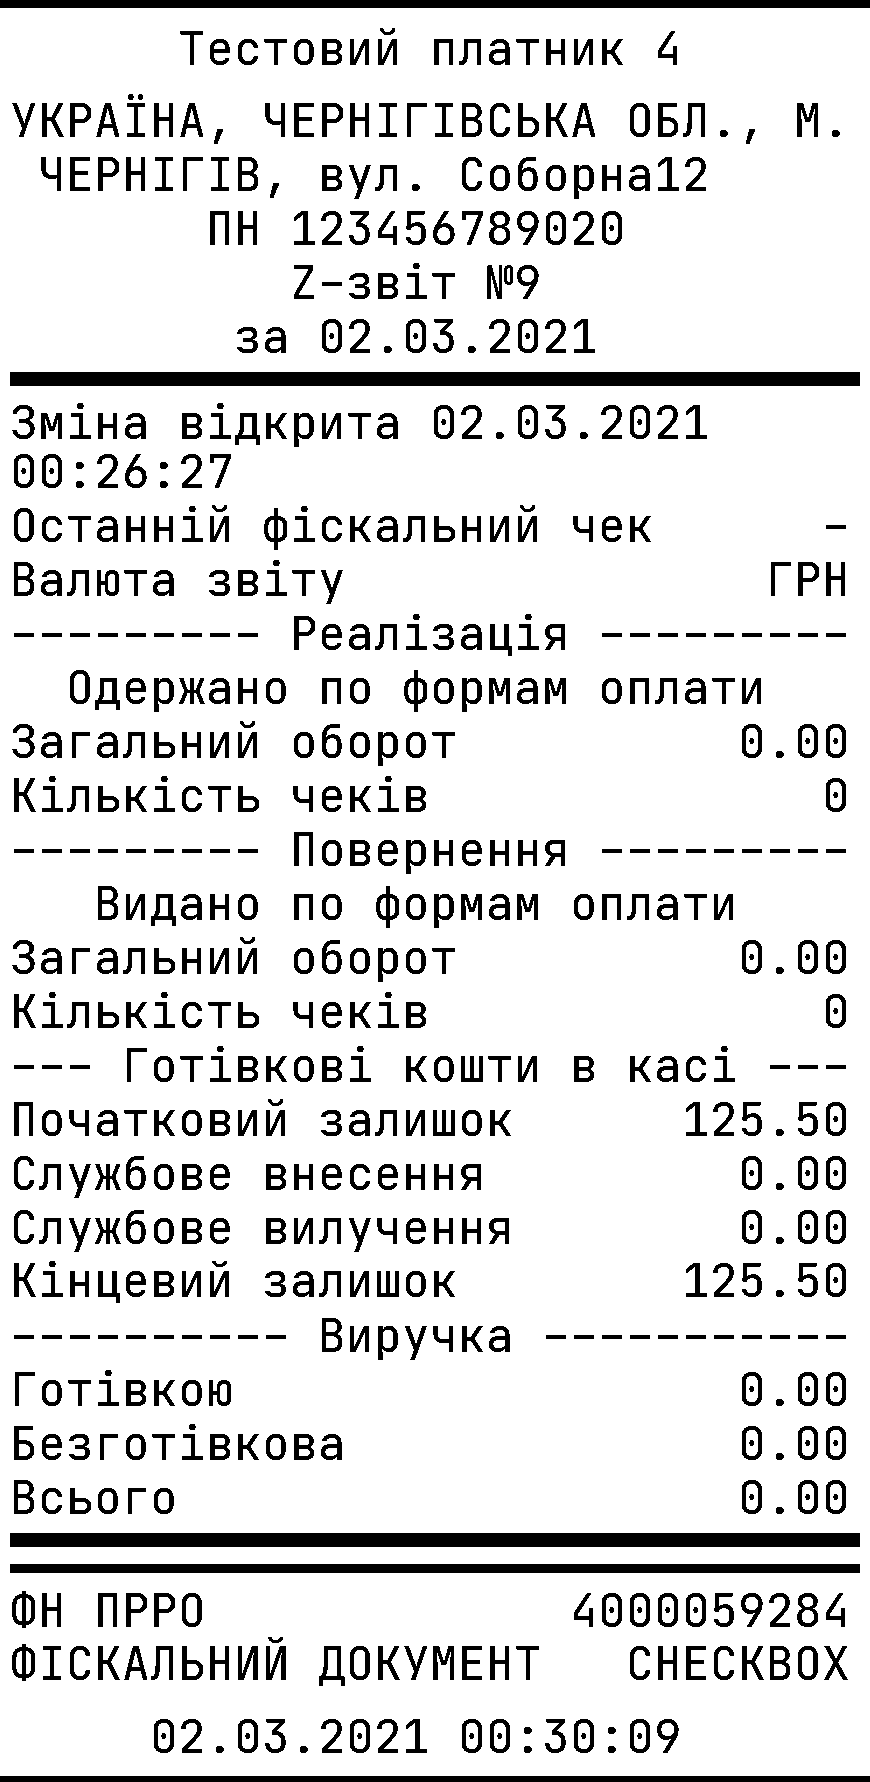 Тестовий платник 4
УКРАЇНА, ЧЕРНІГІВСЬКА ОБЛ., М.
ЧЕРНІГІВ, вул. Соборна12
ПН 123456789020
Z-звіт №9
за 02.03.2021
Зміна відкрита 02.03.2021
00:26:27
Останній фіскальний чек -
Валюта звіту ГРН
--------- Реалізація ---------
Одержано по формам оплати
Загальний оборот 0.00
Кількість чеків 0
--------- Повернення ---------
Видано по формам оплати
Загальний оборот 0.00
Кількість чеків 0
--- Готівкові кошти в касі ---
Початковий залишок 125.50
Службове внесення 0.00
Службове вилучення 0.00
Кінцевий залишок 125.50
---------- Виручка -----------
Готівкою 0.00
Безготівкова 0.00
Всього 0.00
ФН ПРРО 4000059284
ФІСКАЛЬНИЙ ДОКУМЕНТ CHECKBOX
02.03.2021 00:30:09